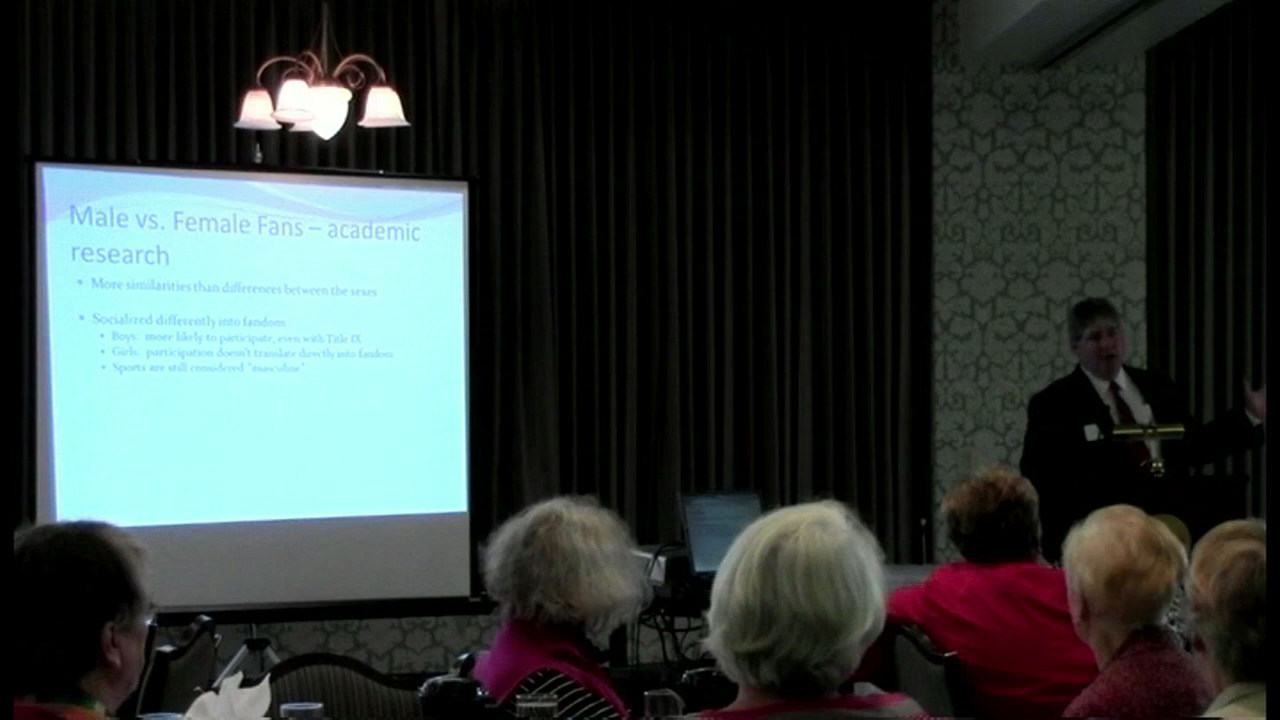 Male vs. Female Fans – academic
research
• More similarities than differences between the sexes
• Socialized differently into fandom
• Boys: more likely to participate, even with Title IX
• Girls: participation doesn't translate directly into fandom
• Sports are still considered "masculine"